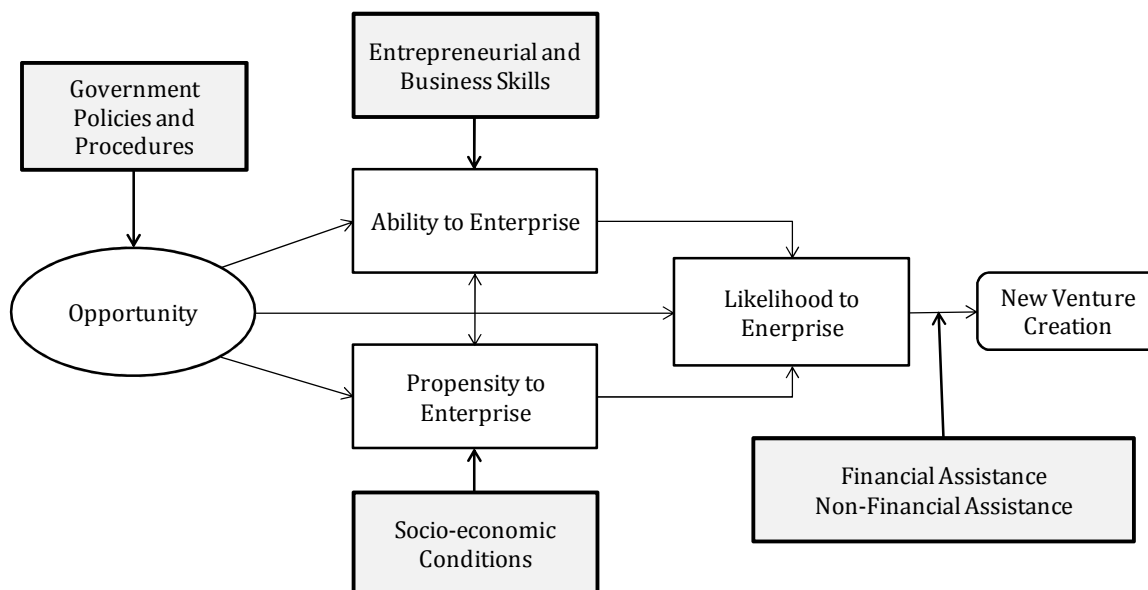 Entrepreneurial and
Business Skills
Government
Policies and
Procedures
Ability to Enterprise
Opportunity
Likelihood to
Enerprise
New Venture
Creation
Propensity to
Enterprise
Financial Assistance
Non-Financial Assistance
Socio-economic
Conditions